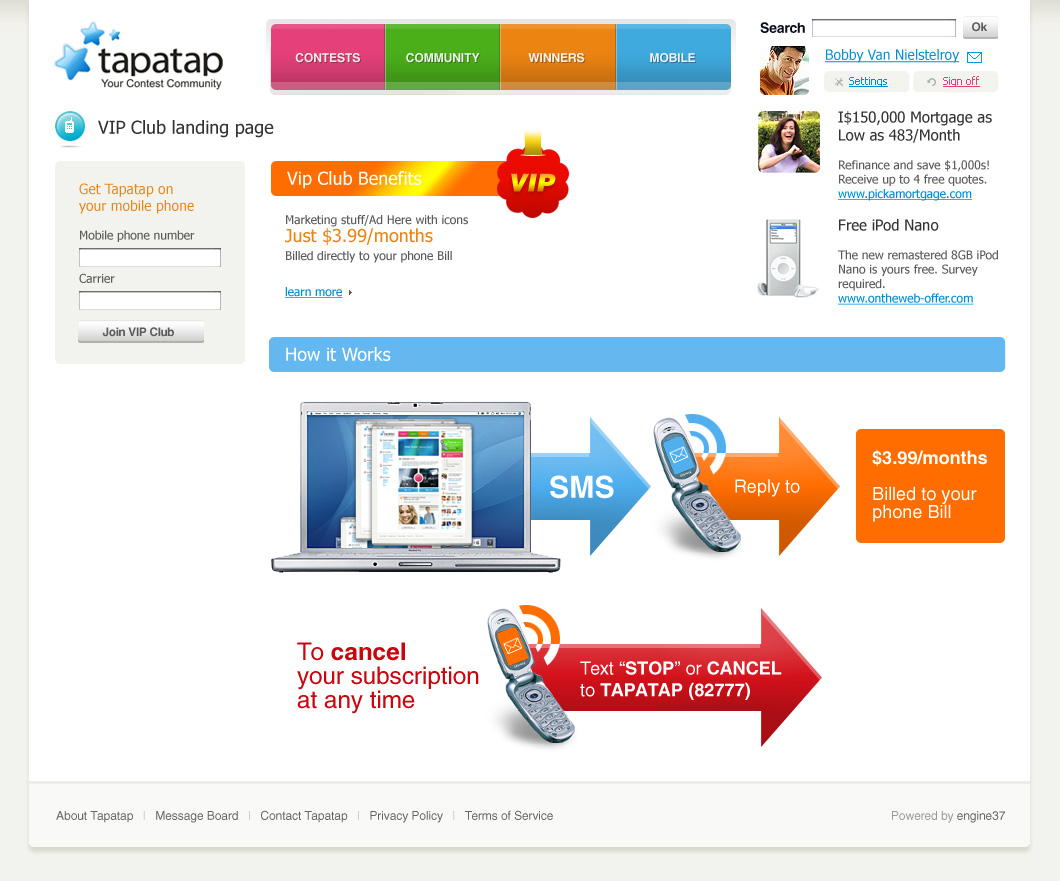 tapatap
Your Contest Community
CONTESTS
COMMUNITY
WINNERS
MOBILE
Search
Ok
Bobby Van Nielstelroy
Settings
Sign off
VIP Club landing page
I$150,000 Mortgage as
Low as 483/Month
Refinance and save $1,000s!
Receive up to 4 free quotes.
www.pickamortgage.com
Free iPod Nano
The new remastered 8GB iPod
Nano is yours free. Survey
required.
www.ontheweb-offer.com
Get Tapatap on
your mobile phone
Mobile phone number
Carrier
Join VIP Club
Vip Club Benefits
VIP
Marketing stuff/Ad Here with icons
Just $3.99/months
Billed directly to your phone Bill
learn more
How it Works
SMS
Reply to
$3.99/months
Billed to your
phone Bill
To cancel
your subscription
at any time
Text “STOP” or CANCEL
to TAPATAP (82777)
About Tapatap
Message Board
Contact Tapatap
Privacy Policy
Terms of Service
Powered by engine37